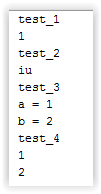 test_1
1
test_2
iu
test_3
a = 1
b = 2
test_4
1
2